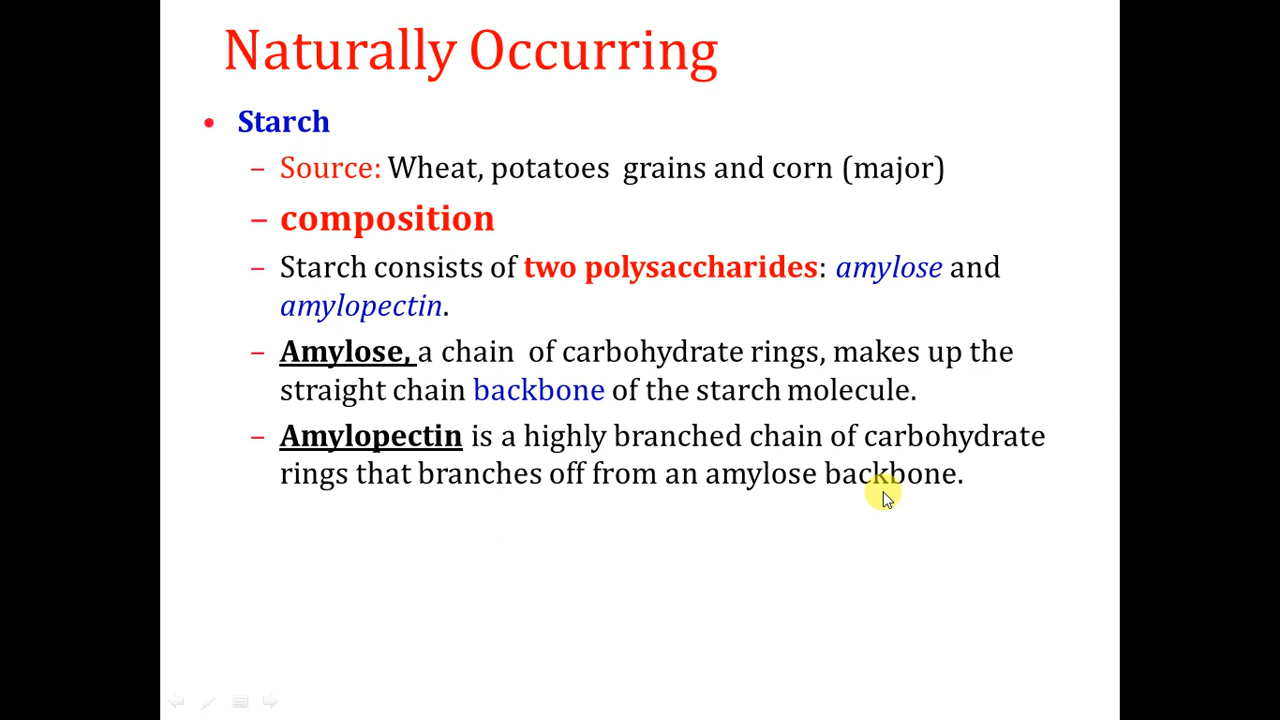 Naturally Occurring
• Starch
– Source: Wheat, potatoes grains and corn (major)
– composition
– Starch consists of two polysaccharides: amylose and
amylopectin.
– Amylose, a chain of carbohydrate rings, makes up the
straight chain backbone of the starch molecule.
– Amylopectin is a highly branched chain of carbohydrate
rings that branches off from an amylose backbone.